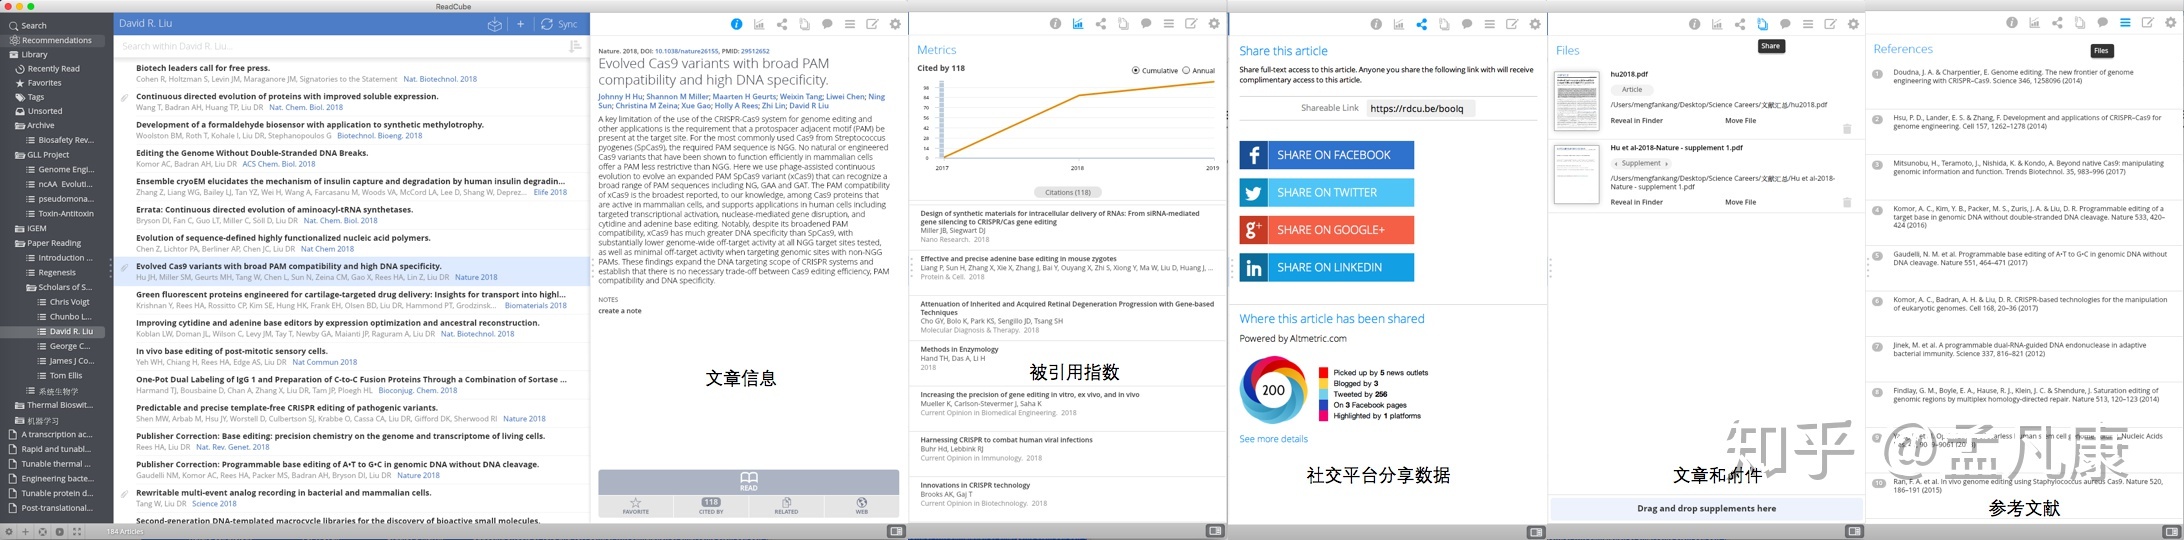 ReadCube
Search
Recommendations
Library
Recently Read
Favorites
Tags
Unsorted
Archive
Biosafety Rev...
GLL Project
Genome Engi...
ncAA Evoluti...
pseudomona...
Toxin-Antitoxin
IGEM
Paper Reading
Introduction ...
Regenesis
Scholars of S...
Chris Voigt
Chunbo L...
David R. Liu
George C...
James J Co...
Tom Ellis
系统生物学
Thermal Bioswit...
机器学习
A transcription ac...
Rapid and tunabl...
Tunable thermal ...
Engineering bacte...
Tunable protein d...
Post-translational...
David R. Liu
Sync
Search within David R. Liu...
Biotech leaders call for free press.
Cohen R, Holtzman S, Levin JM, Maraganore JM, Signatories to the Statement Nat. Biotechnol. 2018
Continuous directed evolution of proteins with improved soluble expression.
Wang T, Badran AH, Huang TP, Liu DR Nat. Chem. Biol. 2018
Development of a formaldehyde biosensor with application to synthetic methylotrophy.
Woolston BM, Roth T, Kohale I, Liu DR, Stephanopoulos G Biotechnol. Bioeng. 2018
Editing the Genome Without Double-Stranded DNA Breaks.
Komor AC, Badran AH, Liu DR ACS Chem. Biol. 2018
Ensemble cryoEM elucidates the mechanism of insulin capture and degradation by human insulin degradin...
Zhang Z, Liang WG, Bailey LJ, Tan YZ, Wei H, Wang A, Farcasanu M, Woods VA, McCord LA, Lee D, Shang W, Deprez... Elife 2018
Errata: Continuous directed evolution of aminoacyl-tRNA synthetases.
Bryson DI, Fan C, Guo LT, Miller C, Soll D, Liu DR Nat. Chem. Biol. 2018
Evolution of sequence-defined highly functionalized nucleic acid polymers.
Chen Z, Lichtor PA, Berliner AP, Chen JC, Liu DR Nat Chem 2018
Evolved Cas9 variants with broad PAM compatibility and high DNA specificity.
Hu JH, Miller SM, Geurts MH, Tang W, Chen L, Sun N, Zeina CM, Gao X, Rees HA, Lin Z, Liu DR Nature 2018
Green fluorescent proteins engineered for cartilage-targeted drug delivery: Insights for transport into highl...
Krishnan Y, Rees HA, Rossitto CP, Kim SE, Hung HK, Frank EH, Olsen BD, Liu DR, Hammond PT, Grodzinsk... Biomaterials 2018
Improving cytidine and adenine base editors by expression optimization and ancestral reconstruction.
Koblan LW, Doman JL, Wilson C, Levy JM, Tay T, Newby GA, Maianti JP, Raguram A, Liu DR Nat. Biotechnol. 2018
In vivo base editing of post-mitotic sensory cells.
Yeh WH, Chiang H, Rees HA, Edge AS, Liu DR Nat Commun 2018
One-Pot Dual Labeling of IgG 1 and Preparation of C-to-C Fusion Proteins Through a Combination of Sortase ...
Harmand TJ, Bousbaine D, Chan A, Zhang X, Liu DR, Tam JP, Ploegh HL Bioconjug. Chem. 2018
Predictable and precise template-free CRISPR editing of pathogenic variants.
Shen MW, Arbab M, Hsu JY, Worstell D, Culbertson SJ, Krabbe O, Cassa CA, Liu DR, Gifford DK, Sherwood RI Nature 2018
Publisher Correction: Base editing: precision chemistry on the genome and transcriptome of living cells.
Rees HA, Liu DR Nat. Rev. Genet. 2018
Publisher Correction: Programmable base editing of A•T to G•C in genomic DNA without DNA cleavage.
Gaudelli NM, Komor AC, Rees HA, Packer MS, Badran AH, Bryson DI, Liu DR Nature 2018
Rewritable multi-event analog recording in bacterial and mammalian cells.
Tang W, Liu DR Science 2018
Second-generation DNA-templated macrocycle libraries for the discovery of bioactive small molecules.
184 Articles
Nature. 2018, DOI: 10.1038/nature26155, PMID: 29512652
Evolved Cas9 variants with broad PAM
compatibility and high DNA specificity.
Johnny H Hu; Shannon M Miller; Maarten H Geurts; Weixin Tang; Liwei Chen; Ning
Sun; Christina M Zeina; Xue Gao; Holly A Rees; Zhi Lin; David R Liu
A key limitation of the use of the CRISPR-Cas9 system for genome editing and
other applications is the requirement that a protospacer adjacent motif (PAM) be
present at the target site. For the most commonly used Cas9 from Streptococcus
pyogenes (SpCas9), the required PAM sequence is NGG. No natural or engineered
Cas9 variants that have been shown to function efficiently in mammalian cells
offer a PAM less restrictive than NGG. Here we use phage-assisted continuous
evolution to evolve an expanded PAM SpCas9 variant (xCas9) that can recognize a
broad range of PAM sequences including NG, GAA and GAT. The PAM compatibility
of xCas9 is the broadest reported, to our knowledge, among Cas9 proteins that
are active in mammalian cells, and supports applications in human cells including
targeted transcriptional activation, nuclease-mediated gene disruption, and
cytidine and adenine base editing. Notably, despite its broadened PAM
compatibility, xCas9 has much greater DNA specificity than SpCas9, with
substantially lower genome-wide off-target activity at all NGG target sites tested,
as well as minimal off-target activity when targeting genomic sites with non-NGG
PAMs. These findings expand the DNA targeting scope of CRISPR systems and
establish that there is no necessary trade-off between Cas9 editing efficiency, PAM
compatibility and DNA specificity.
NOTES
create a note
文章信息
READ
FAVORITE
118
CITED BY
RELATED
WEB
Metrics
Cited by 118
Cumulative
Annual
98
84
70
56
42
28
14
0
2017
2018
2019
Citations (118)
Design of synthetic materials for intracellular delivery of RNAs: From siRNA-mediated
gene silencing to CRISPR/Cas gene editing
Miller JB, Siegwart DJ
Nano Research. 2018
Effective and precise adenine base editing in mouse zygotes
Liang P, Sun H, Zhang X, Xie X, Zhang J, Bai Y, Ouyang X, Zhi S, Xiong Y, Ma W, Liu D, Huang J, ...
Protein & Cell. 2018
Attenuation of Inherited and Acquired Retinal Degeneration Progression with Gene-based
Techniques
Cho GY, Bolo K, Park KS, Sengillo JD, Tsang SH
Molecular Diagnosis & Therapy. 2018
Methods in Enzymology
Hand TH, Das A, Li H
2018
被引用指数
Increasing the precision of gene editing in vitro, ex vivo, and in vivo
Mueller K, Carlson-Stevermer J, Saha K
Current Opinion in Biomedical Engineering. 2018
Harnessing CRISPR to combat human viral infections
Buhr Hd, Lebbink RJ
Current Opinion in Immunology. 2018
Innovations in CRISPR technology
Brooks AK, Gaj T
Current Opinion in Biotechnology. 2018
Share this article
Share full-text access to this article. Anyone you share the following link with will receive
complimentary access to this article.
Shareable Link
https://rdcu.be/boolq
SHARE ON FACEBOOK
SHARE ON TWITTER
g+ SHARE ON GOOGLE+
in SHARE ON LINKEDIN
Where this article has been shared
Powered by Altmetric.com
200
Picked up by 5 news outlets
Blogged by 3
Tweeted by 256
On 3 Facebook pages
Highlighted by 1 platforms
See more details
社交平台分享数据
Share
Files
hu2018.pdf
Article
/Users/mengfankang/Desktop/Science Careers/文献汇总/hu2018.pdf
Reveal in Finder
Move File
Hu et al-2018-Nature - supplement 1.pdf
Supplement
/Users/mengfankang/Desktop/Science Careers/文献汇总/Hu et al-2018-
Nature - supplement 1.pdf
Reveal in Finder
Move File
文章和附件
Drag and drop supplements here
Files
References
1
Doudna, J. A. & Charpentier, E. Genome editing. The new frontier of genome
engineering with CRISPR–Cas9. Science 346, 1258096 (2014)
2
Hsu, P. D., Lander, E. S. & Zhang, F. Development and applications of CRISPR–Cas9 for
genome engineering. Cell 157, 1262–1278 (2014)
3
Mitsunobu, H., Teramoto, J., Nishida, K. & Kondo, A. Beyond native Cas9: manipulating
genomic information and function. Trends Biotechnol. 35, 983–996 (2017)
4
Komor, A. C., Kim, Y. B., Packer, M. S., Zuris, J. A. & Liu, D. R. Programmable editing of a
target base in genomic DNA without double-stranded DNA cleavage. Nature 533, 420–
424 (2016)
5
Gaudelli, N. M. et al. Programmable base editing of A•T to G•C in genomic DNA without
DNA cleavage. Nature 551, 464–471 (2017)
6
Komor, A. C., Badran, A. H. & Liu, D. R. CRISPR-based technologies for the manipulation
of eukaryotic genomes. Cell 168, 20–36 (2017)
7
Jinek, M. et al. A programmable dual-RNA-guided DNA endonuclease in adaptive
bacterial immunity. Science 337, 816–821 (2012)
8
Findlay, G. M., Boyle, E. A., Hause, R. J., Klein, J. C. & Shendure, J. Saturation editing of
genomic regions by multiplex homology-directed repair. Nature 513, 120–123 (2014)
9
Nucleic Acids
10
Ran, F. A. et al. In vivo genome editing using Staphylococcus aureus Cas9. Nature 520,
186–191 (2015)
参考文献
知乎 @孟凡康